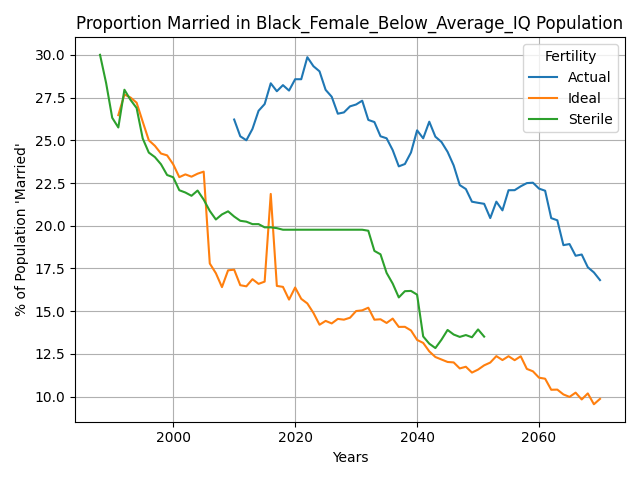 Proportion Married in Black_Female_Below_Average_IQ Population
% of Population 'Married'
30.0
27.5
25.0
22.5
20.0
17.5
15.0
12.5
10.0
Fertility
Actual
Ideal
Sterile
2000
2020
2040
2060
Years